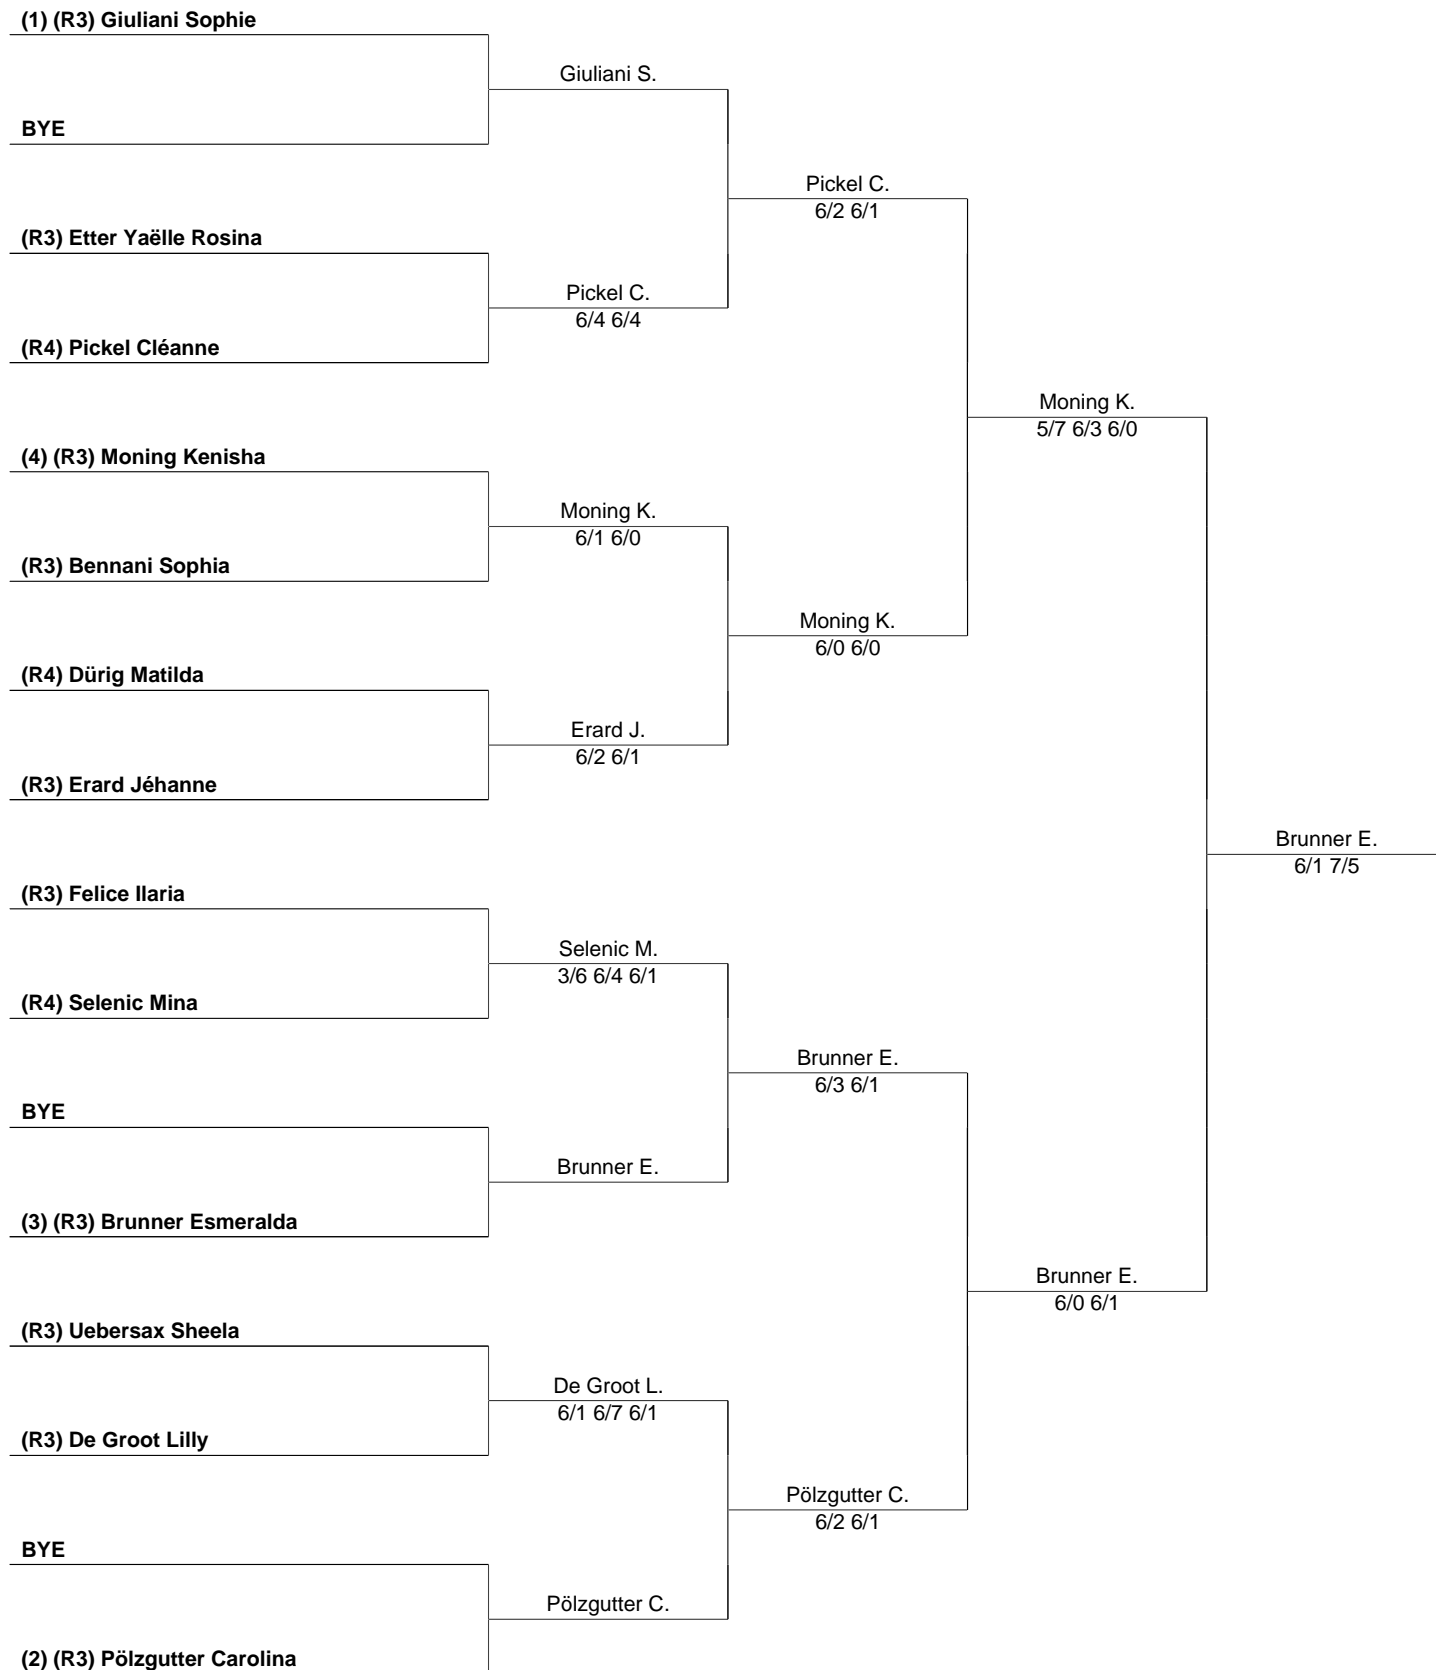 (1) (R3) Giuliani Sophie
Giuliani S.
BYE
Pickel C.
6/2 6/1
(R3) Etter Yaëlle Rosina
Pickel C.
6/4 6/4
(R4) Pickel Cléanne
Moning K.
5/7 6/3 6/0
(4) (R3) Moning Kenisha
Moning K.
6/1 6/0
(R3) Bennani Sophia
Moning K.
6/0 6/0
(R4) Dürig Matilda
Erard J.
6/2 6/1
(R3) Erard Jéhanne
Brunner E.
6/1 7/5
(R3) Felice Ilaria
Selenic M.
3/6 6/4 6/1
(R4) Selenic Mina
Brunner E.
6/3 6/1
BYE
Brunner E.
(3) (R3) Brunner Esmeralda
Brunner E.
6/0 6/1
(R3) Uebersax Sheela
De Groot L.
6/1 6/7 6/1
(R3) De Groot Lilly
Pölzgutter C.
6/2 6/1
BYE
Pölzgutter C.
(2) (R3) Pölzgutter Carolina